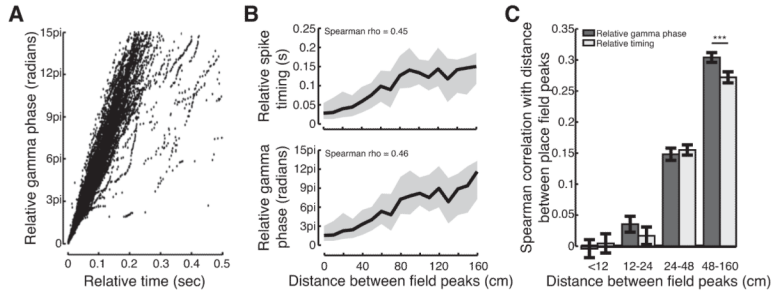 A
Relative gamma phase (radians)
15pi
12pi
9pi
6pi
3pi
0
0 0.1 0.2 0.3 0.4 0.5
Relative time (sec)
B
Spearman rho = 0.45
Relative spike
timing (s)
0.2
0.15
0.1
0.05
0
Spearman rho = 0.46
Relative gamma
phase (radians)
15pi
12pi
9pi
6pi
3pi
0
0 40 80 120 160
Distance between field peaks (cm)
C
Spearman correlation with distance
between place field peaks
0.35
0.3
0.25
0.2
0.15
0.1
0.05
0
Relative gamma phase
Relative timing
***
<12 12-24 24-48 48-160
Distance between field peaks (cm)